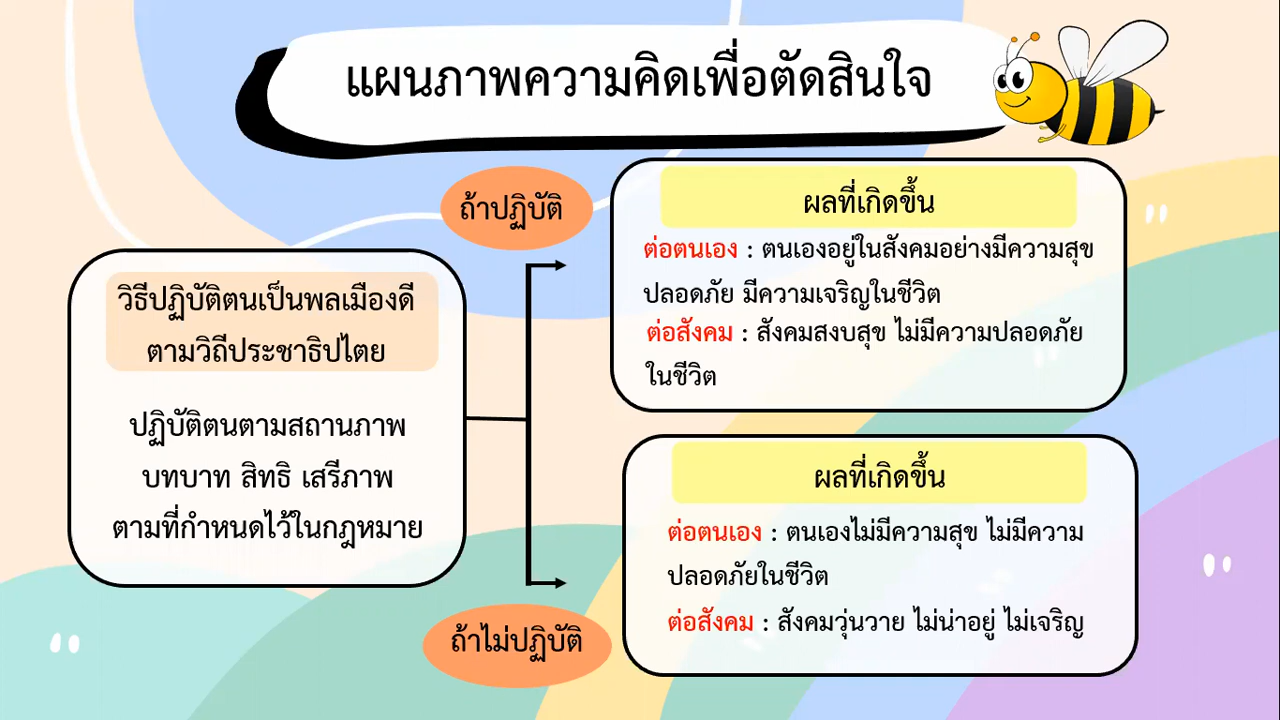 แผนภาพความคิดเพื่อตัดสินใจ
วิธีปฏิบัติตนเป็นพลเมืองดี
ตามวิถีประชาธิปไตย
ปฏิบัติตนตามสถานภาพ
บทบาท สิทธิ เสรีภาพ
ตามที่กำหนดไว้ในกฎหมาย
ถ้าปฏิบัติ
ผลที่เกิดขึ้น
ต่อตนเอง : ตนเองอยู่ในสังคมอย่างมีความสุข
ปลอดภัย มีความเจริญในชีวิต
ต่อสังคม : สังคมสงบสุข ไม่มีความปลอดภัย
ในชีวิต
ถ้าไม่ปฏิบัติ
ผลที่เกิดขึ้น
ต่อตนเอง : ตนเองไม่มีความสุข ไม่มีความ
ปลอดภัยในชีวิต
ต่อสังคม : สังคมวุ่นวาย ไม่น่าอยู่ ไม่เจริญ